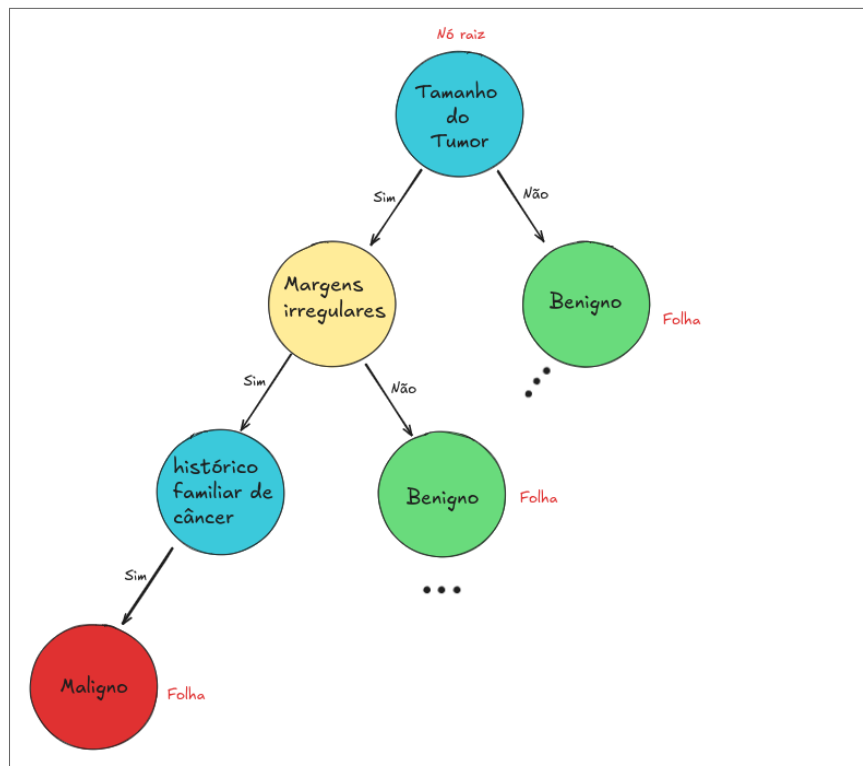 Nó raiz
Tamanho
do
Tumor
Sim
Não
Margens
irregulares
Benigno
Folha
Sim
Não
histórico
familiar de
câncer
Benigno
Folha
Sim
Maligno
Folha